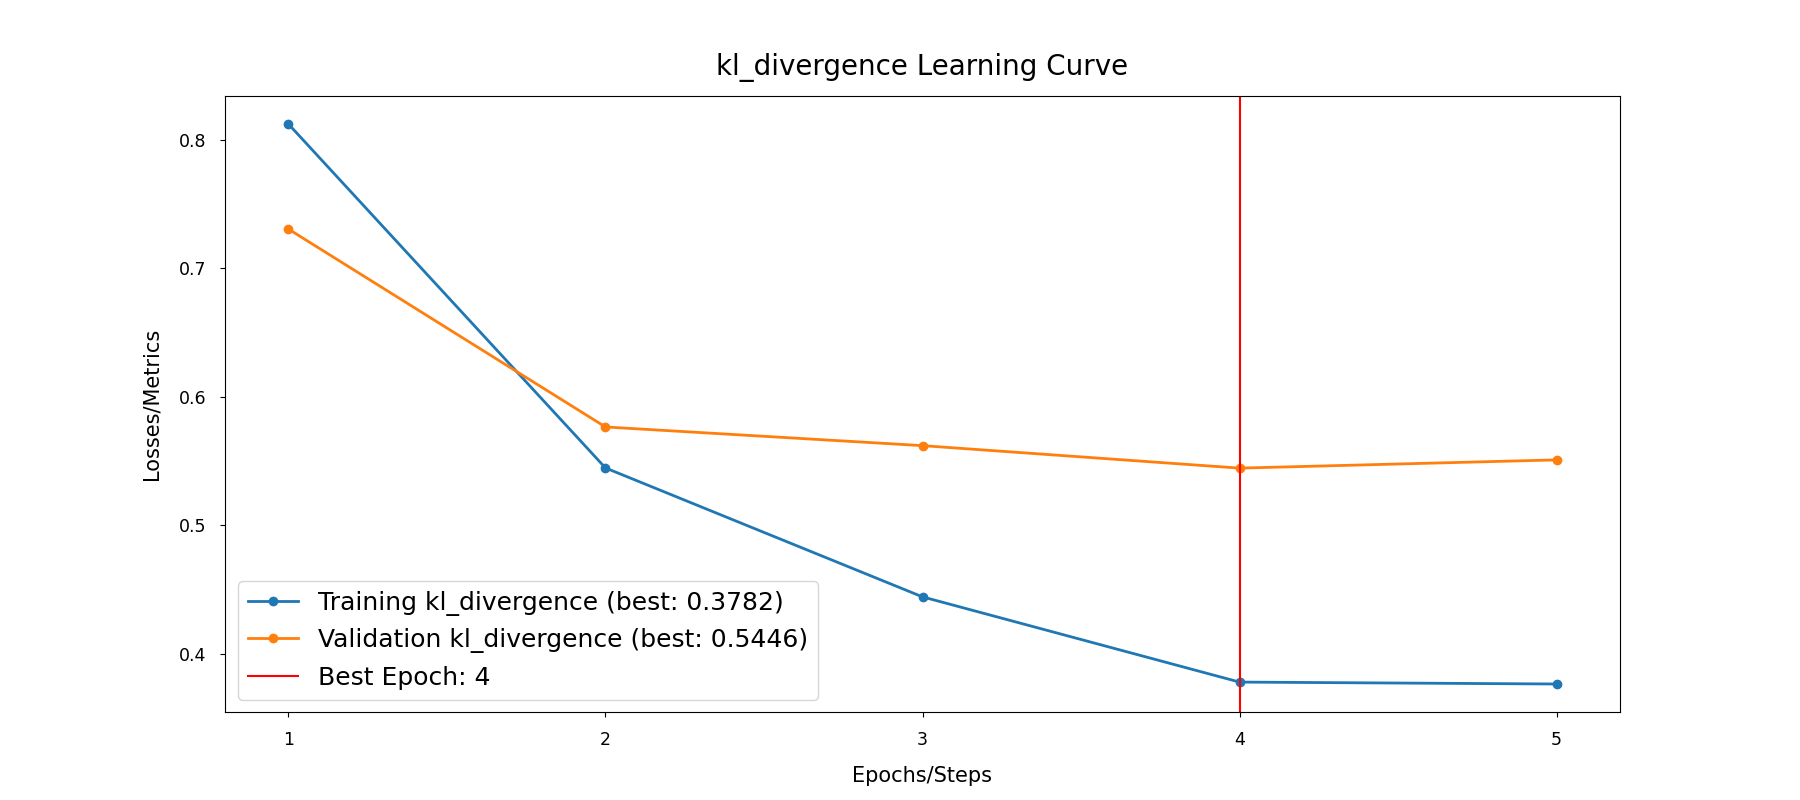 kl_divergence Learning Curve
0.8
0.7
0.6
0.5
0.4
Losses/Metrics
Training kl_divergence (best: 0.3782)
Validation kl_divergence (best: 0.5446)
Best Epoch: 4
1 2 3 4 5
Epochs/Steps